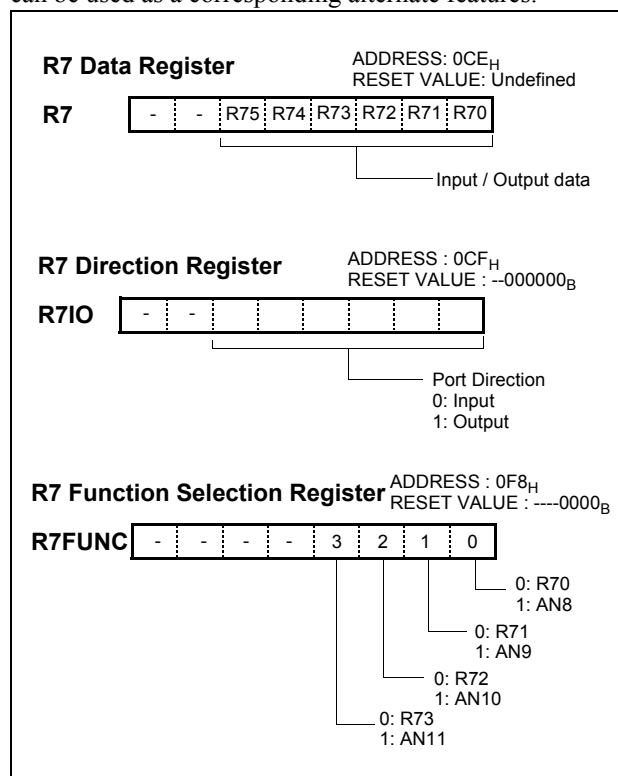 can be used as a corresponding alternate features.
R7 Data Register
ADDRESS: 0CEH
RESET VALUE: Undefined
R7 - - R75 R74 R73 R72 R71 R70
Input / Output data
R7 Direction Register
ADDRESS : 0CFH
RESET VALUE : --000000B
R7IO - -
Port Direction
0: Input
1: Output
R7 Function Selection Register
ADDRESS : 0F8H
RESET VALUE : ----0000B
R7FUNC - - - - 3 2 1 0
0: R70
1: AN8
0: R71
1: AN9
0: R72
1: AN10
0: R73
1: AN11